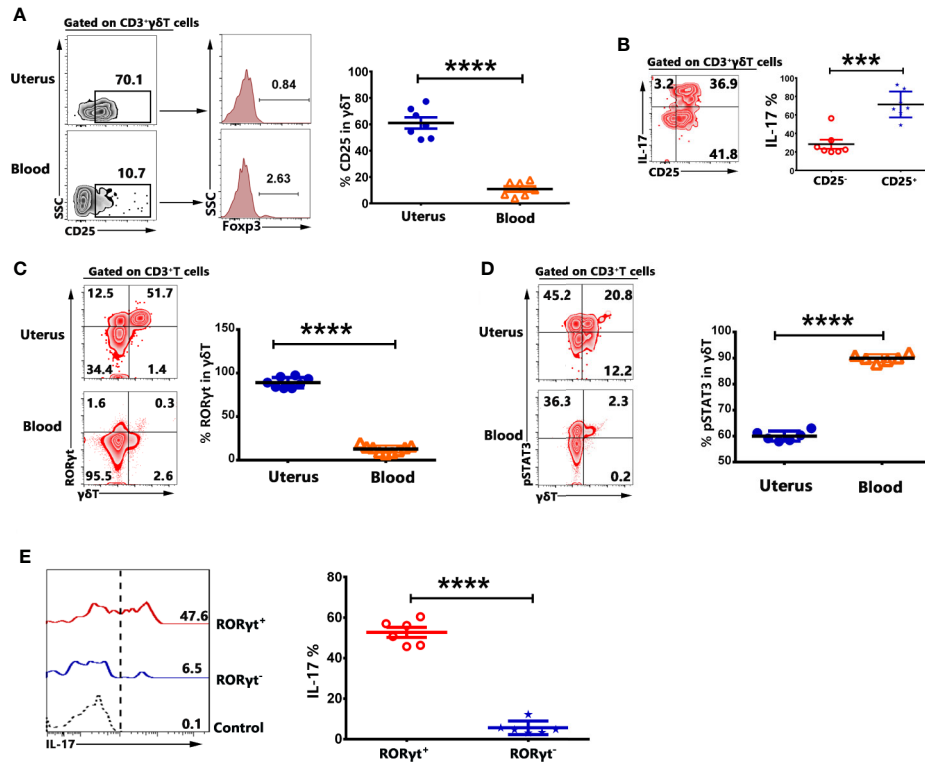 A
Gated on CD3⁺γδT cells
Uterus
70.1
0.84
Blood
10.7
2.63
SSC
CD25
SSC
Foxp3
% CD25 in γδT
100
80
60
40
20
0
****
Uterus Blood
B
Gated on CD3⁺γδT cells
3.2 36.9
41.8
IL-17
CD25
IL-17 %
100
80
60
40
20
0
***
CD25⁻ CD25⁺
C
Gated on CD3⁺T cells
12.5 51.7
Uterus
34.4 1.4
1.6 0.3
Blood
95.5 2.6
RORγt
γδT
% RORγt in γδT
150
100
50
0
****
Uterus Blood
D
Gated on CD3⁺T cells
45.2 20.8
Uterus
12.2
36.3 2.3
Blood
0.2
pSTAT3
γδT
% pSTAT3 in γδT
100
90
80
70
60
50
****
Uterus Blood
E
47.6 RORγt⁺
6.5 RORγt⁻
0.1 Control
IL-17
IL-17 %
80
60
40
20
0
****
RORγt⁺ RORγt⁻